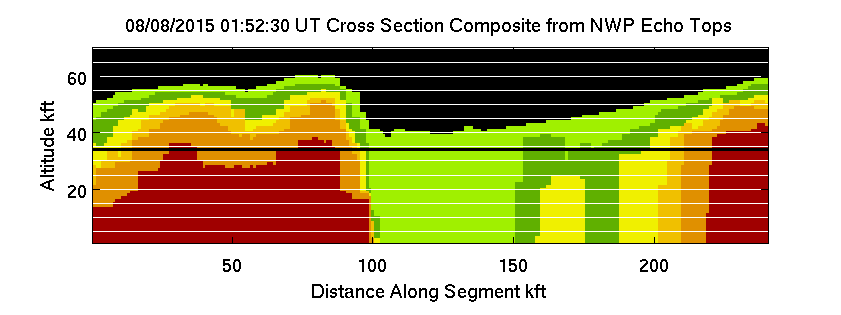 08/08/2015 01:52:30 UT Cross Section Composite from NWP Echo Tops
60
40
20
Altitude kft
50 100 150 200
Distance Along Segment kft